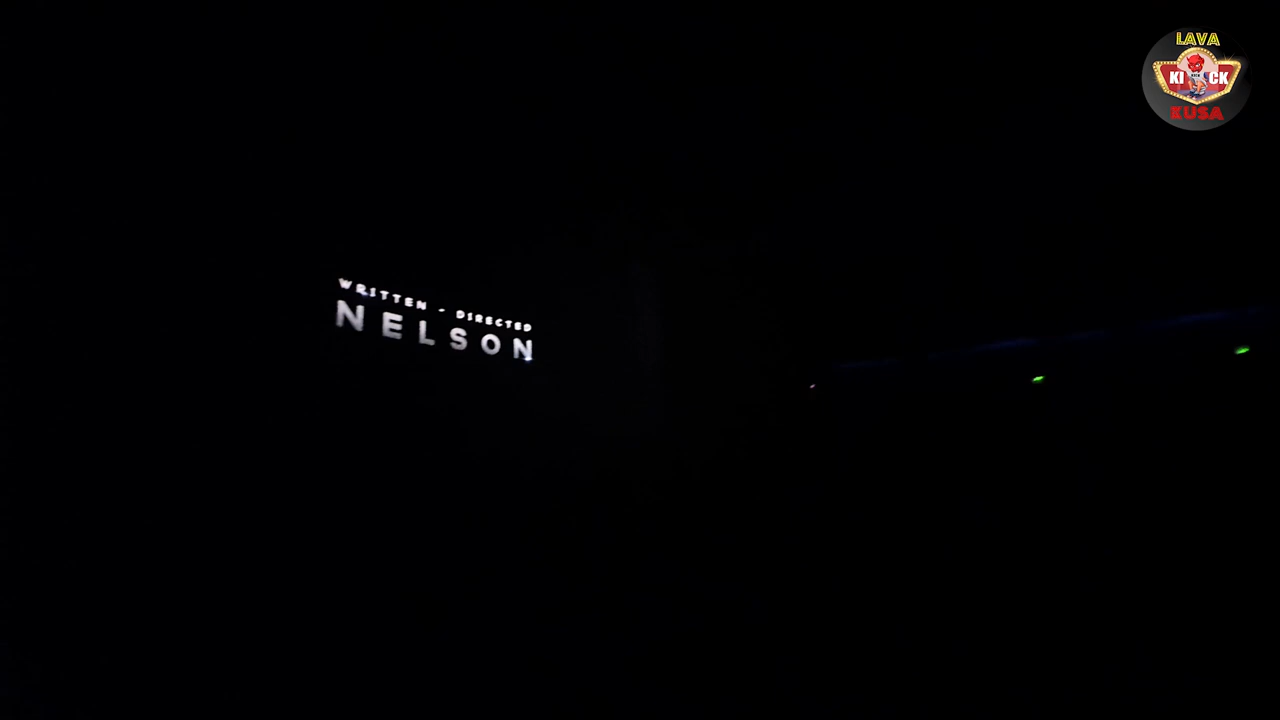 WRITTEN - DIRECTED
NELSON
LAVA
KICK
KUSA